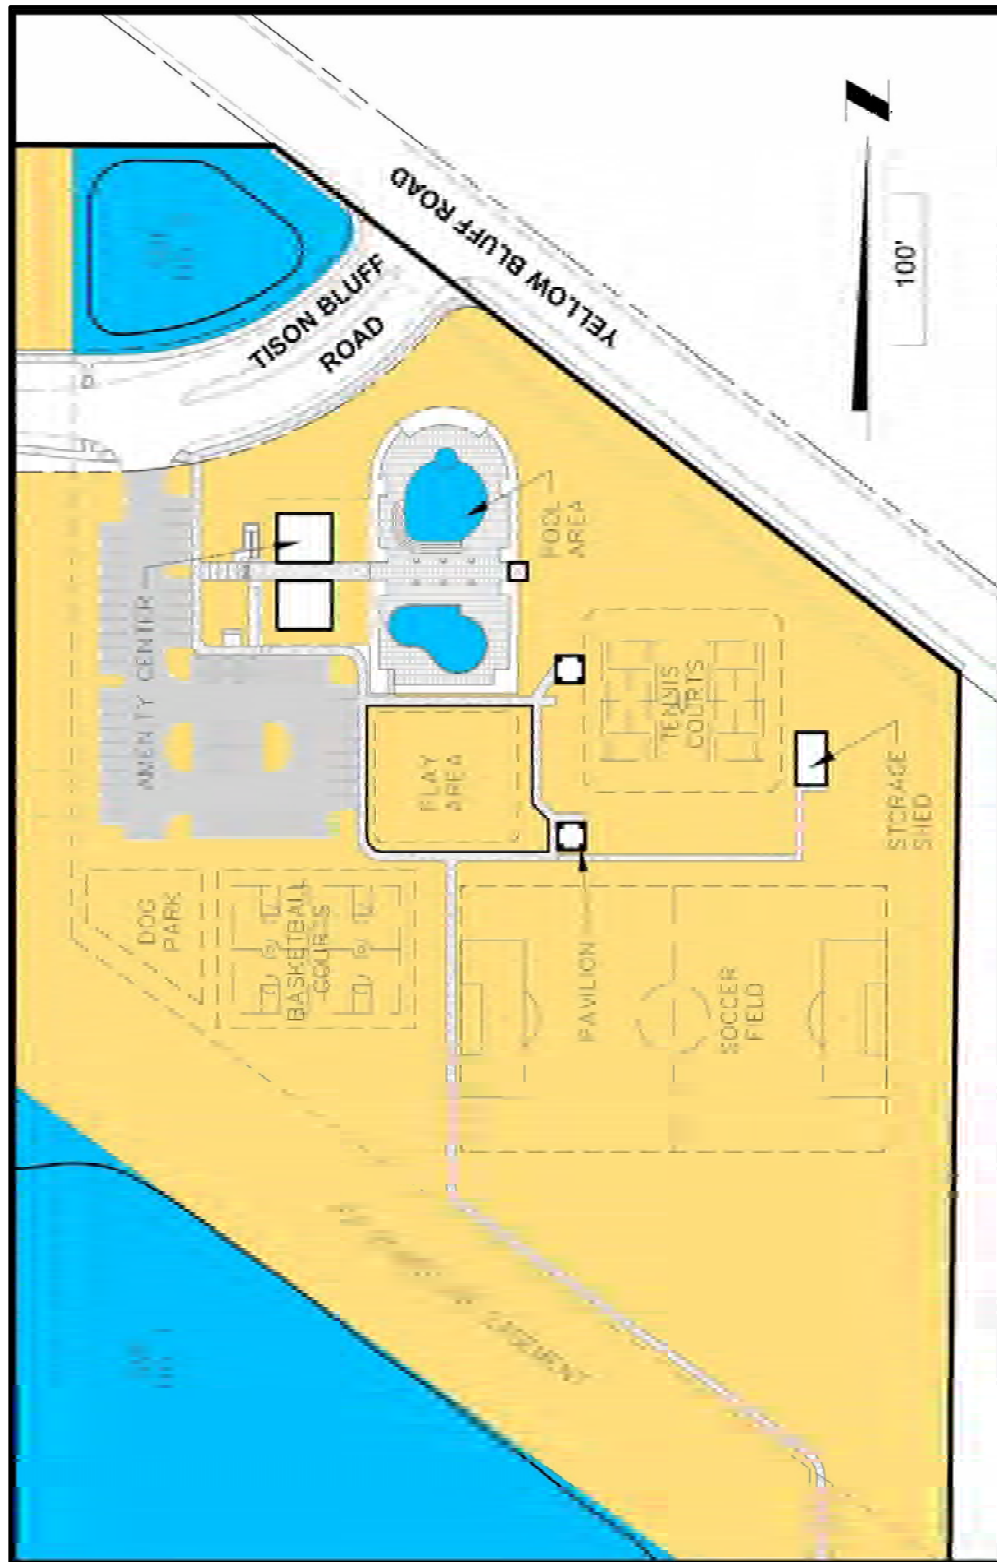 YELLOW BLUFF ROAD
TISON BLUFF
ROAD
100'
AMENITY CENTER
POOL
AREA
PLAY
AREA
TENNIS
COURTS
STORAGE
SHED
DOG
PARK
BASKETBALL
COURTS
PAVILION
SOCCER
FIELD
EASEMENT